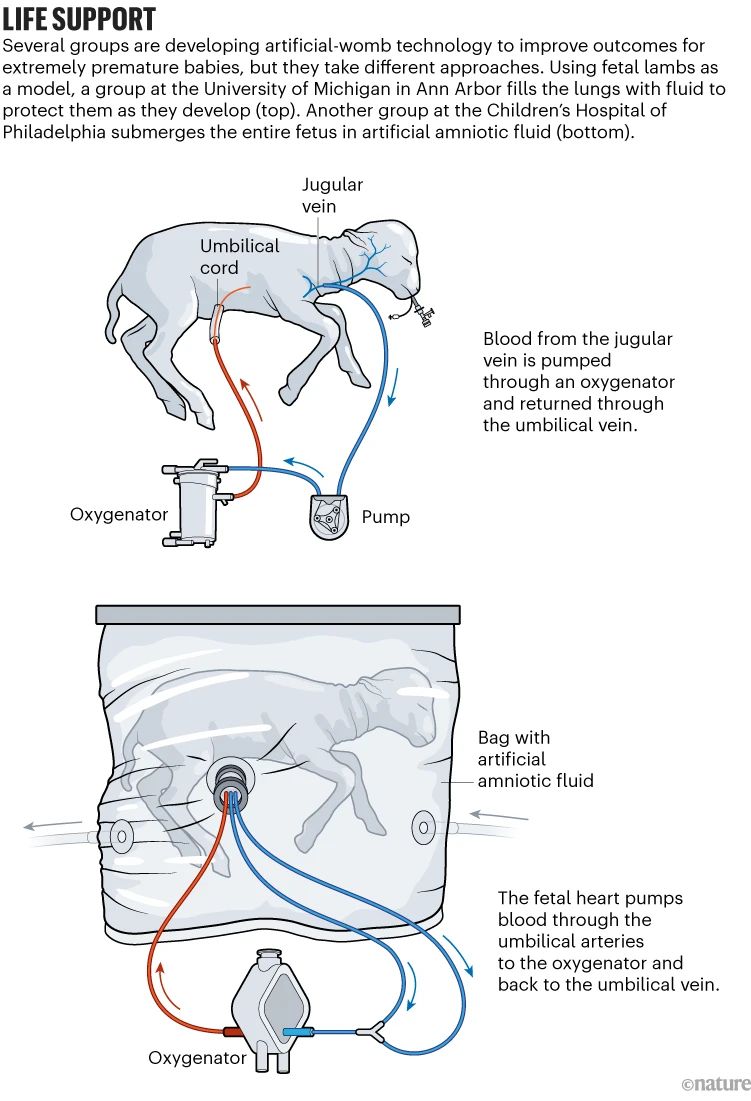 LIFE SUPPORT
Several groups are developing artificial-womb technology to improve outcomes for
extremely premature babies, but they take different approaches. Using fetal lambs as
a model, a group at the University of Michigan in Ann Arbor fills the lungs with fluid to
protect them as they develop (top). Another group at the Children’s Hospital of
Philadelphia submerges the entire fetus in artificial amniotic fluid (bottom).
Jugular
vein
Umbilical
cord
Blood from the jugular
vein is pumped
through an oxygenator
and returned through
the umbilical vein.
Oxygenator
Pump
Bag with
artificial
amniotic fluid
The fetal heart pumps
blood through the
umbilical arteries
to the oxygenator and
back to the umbilical vein.
Oxygenator
©nature